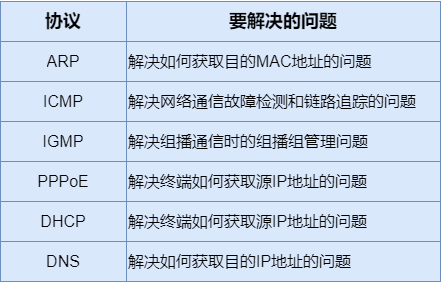 协议 要解决的问题
ARP 解决如何获取目的MAC地址的问题
ICMP 解决网络通信故障检测和链路追踪的问题
IGMP 解决组播通信时的组播组管理问题
PPPoE 解决终端如何获取源IP地址的问题
DHCP 解决终端如何获取源IP地址的问题
DNS 解决如何获取目的IP地址的问题